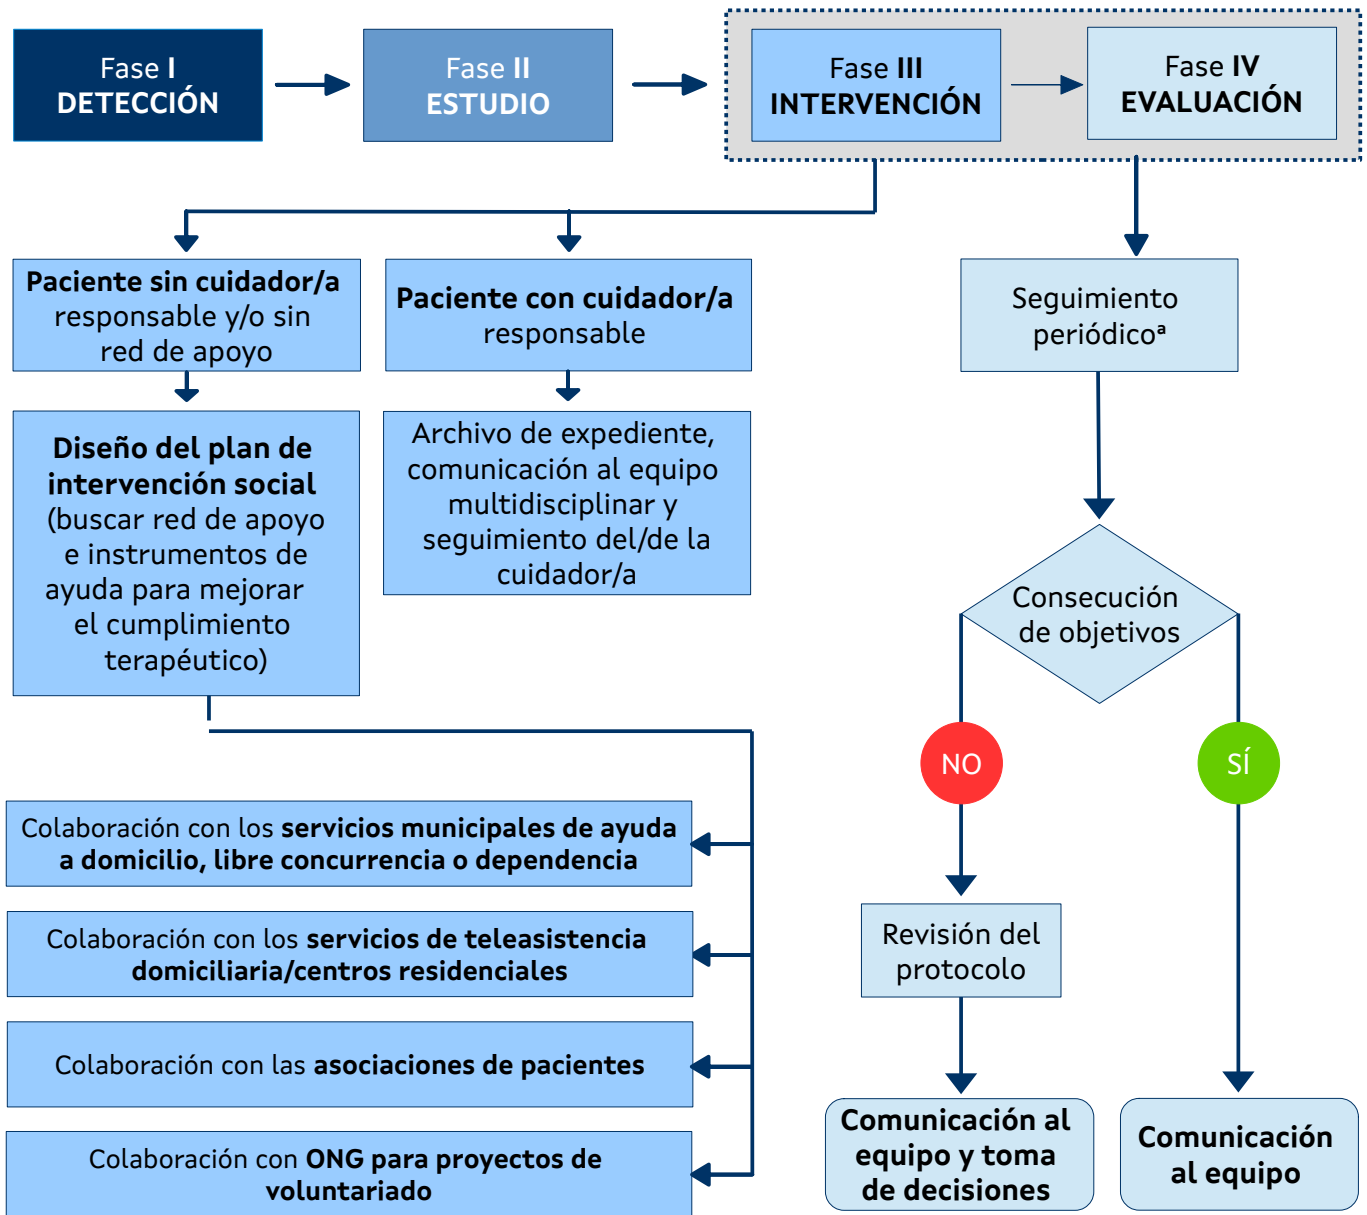 Fase I
DETECCIÓN
Fase II
ESTUDIO
Fase III
INTERVENCIÓN
Fase IV
EVALUACIÓN
Paciente sin cuidador/a
responsable y/o sin
red de apoyo
Paciente con cuidador/a
responsable
Seguimiento
periódicoª
Diseño del plan de
intervención social
(buscar red de apoyo
e instrumentos de
ayuda para mejorar
el cumplimiento
terapéutico)
Archivo de expediente,
comunicación al equipo
multidisciplinar y
seguimiento del/de la
cuidador/a
Consecución
de objetivos
NO
SÍ
Colaboración con los servicios municipales de ayuda
a domicilio, libre concurrencia o dependencia
Colaboración con los servicios de teleasistencia
domiciliaria/centros residenciales
Colaboración con las asociaciones de pacientes
Colaboración con ONG para proyectos de
voluntariado
Revisión del
protocolo
Comunicación al
equipo y toma
de decisiones
Comunicación
al equipo